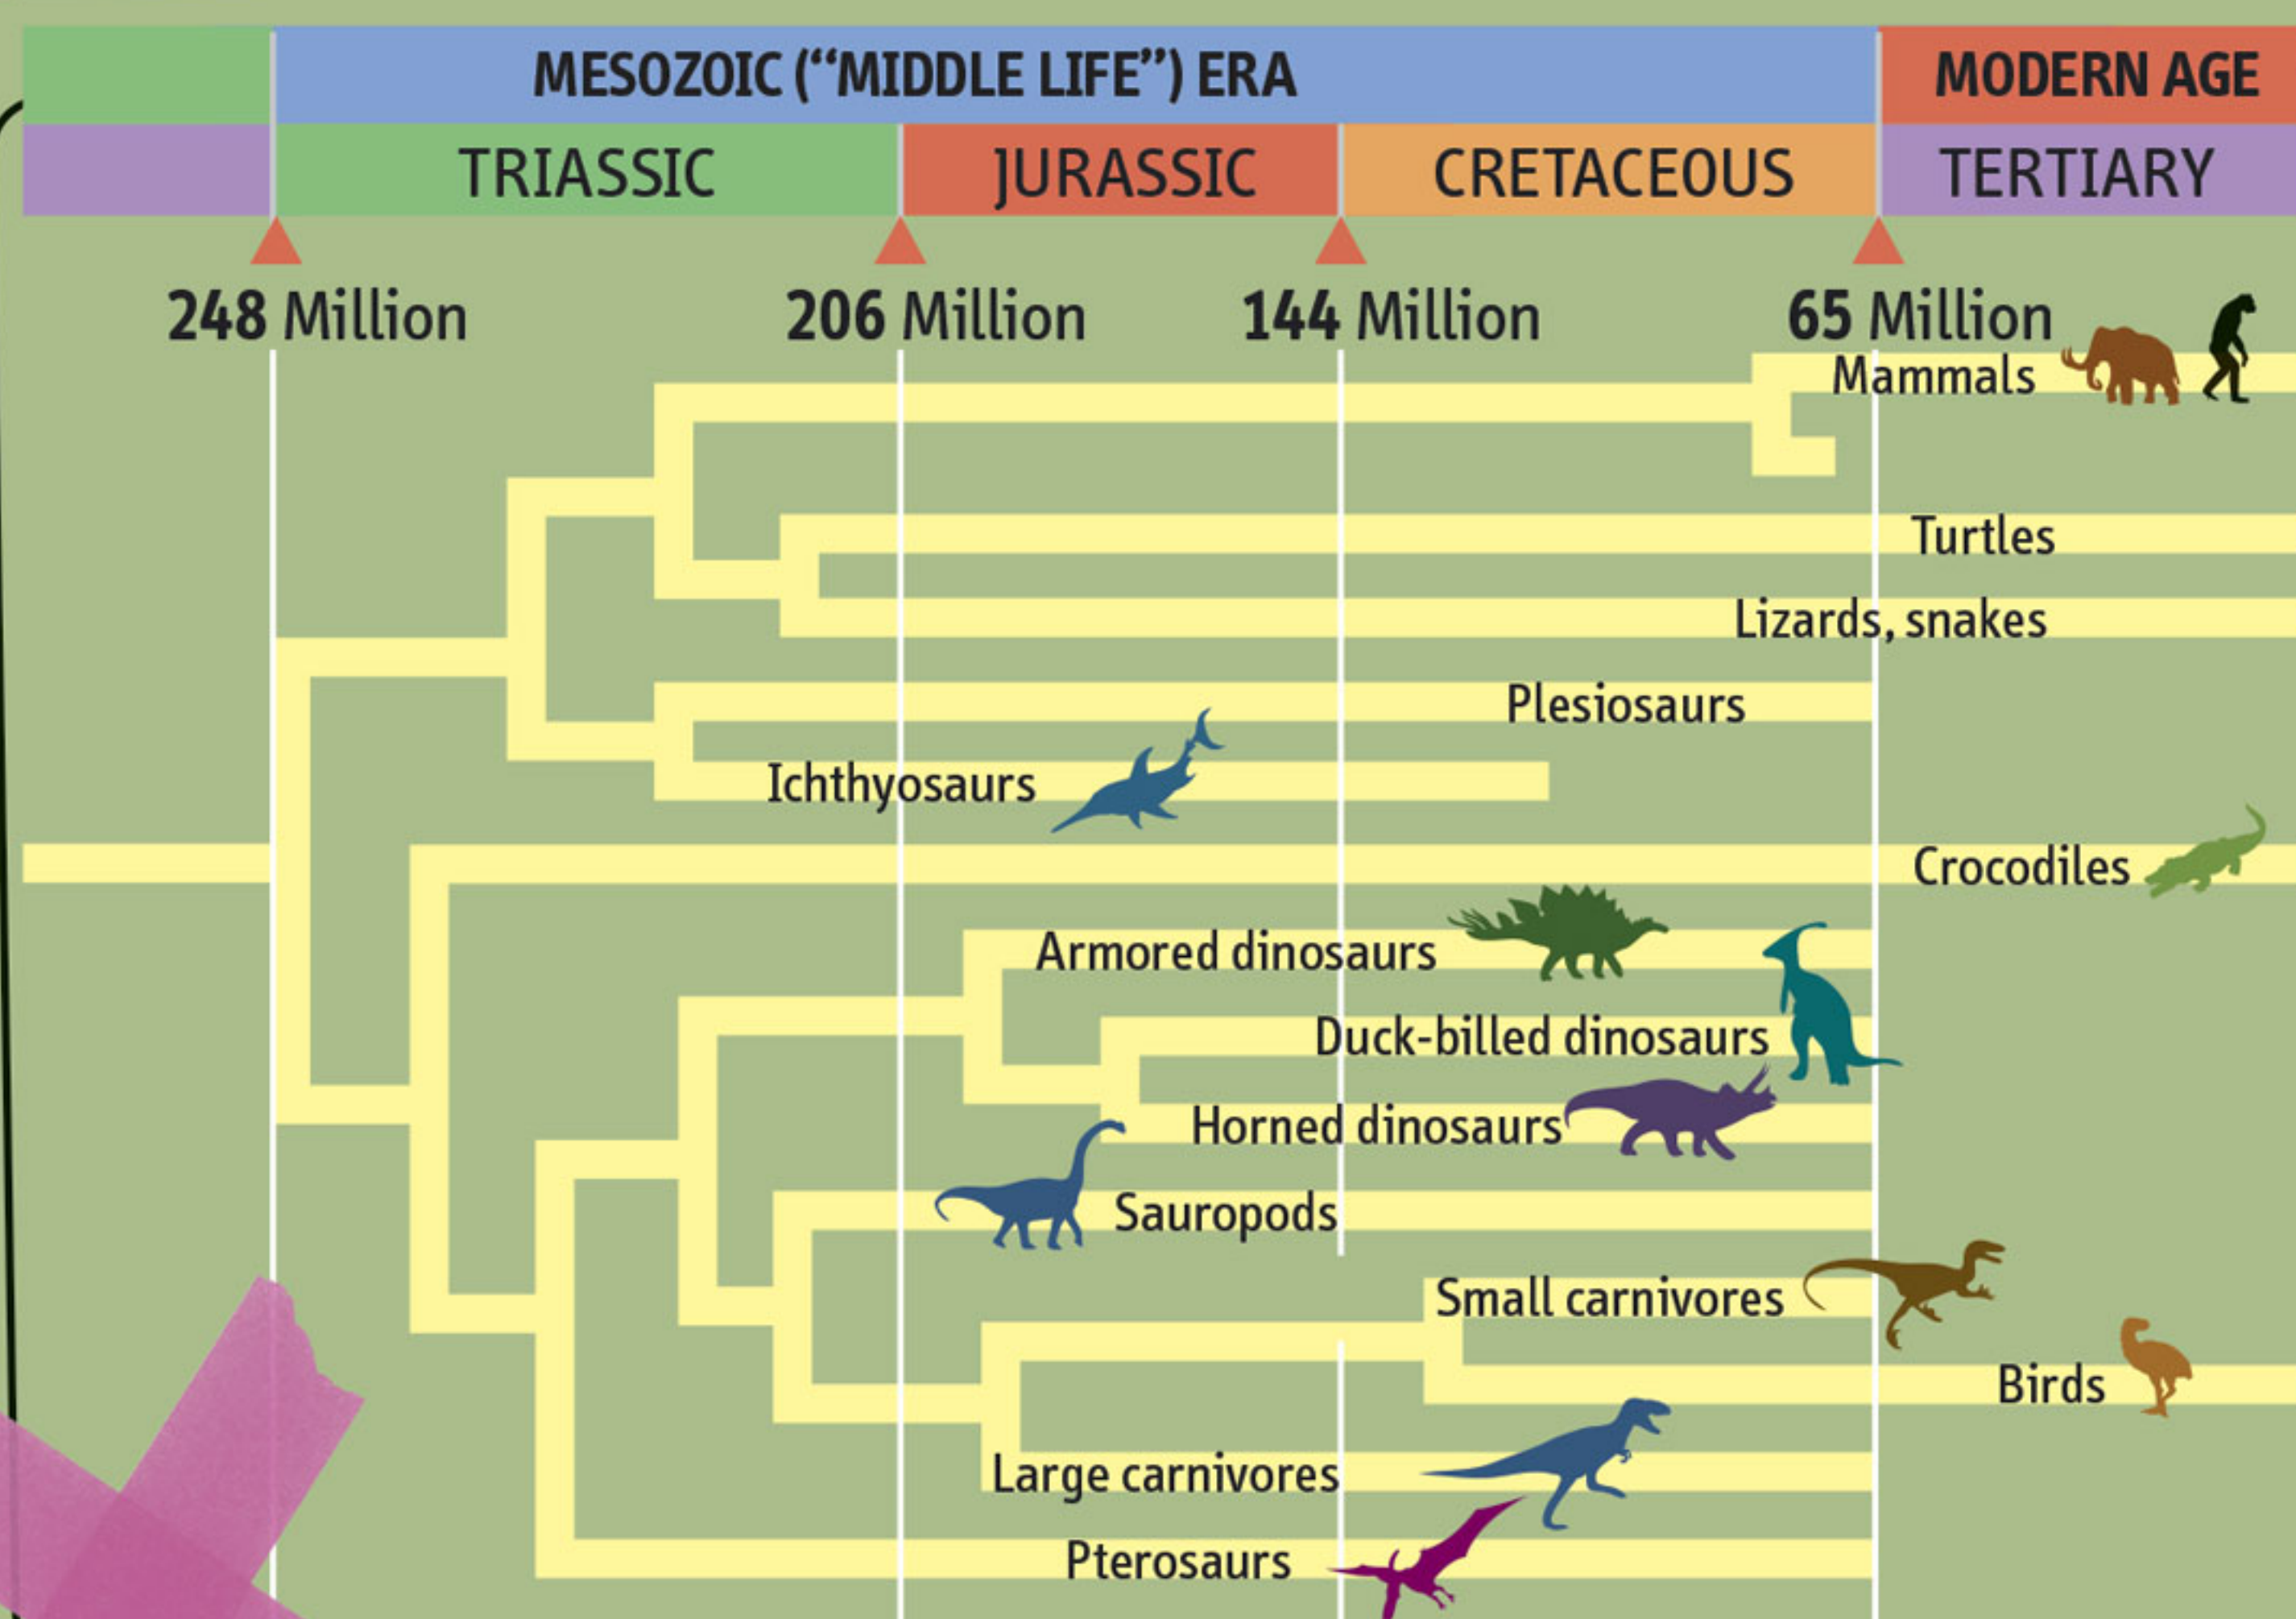 MESOZOIC (“MIDDLE LIFE”) ERA
MODERN AGE
TRIASSIC
JURASSIC
CRETACEOUS
TERTIARY
248 Million
206 Million
144 Million
65 Million
Mammals
Turtles
Lizards, snakes
Plesiosaurs
Ichthyosaurs
Crocodiles
Armored dinosaurs
Duck-billed dinosaurs
Horned dinosaurs
Sauropods
Small carnivores
Birds
Large carnivores
Pterosaurs